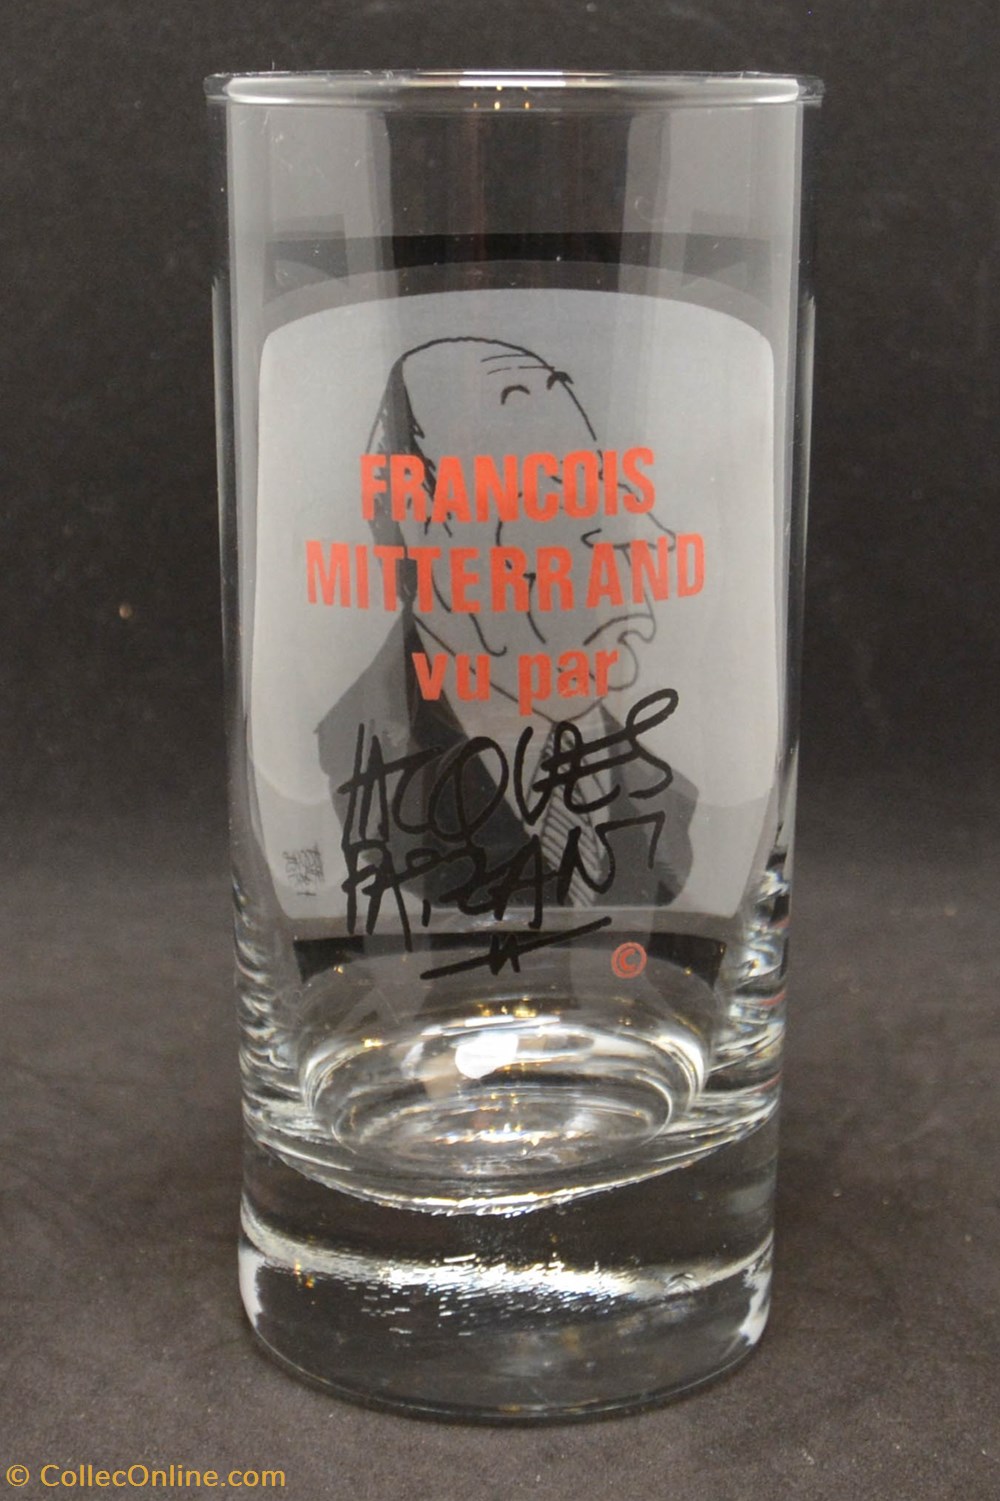 FRANCOIS
MITTERRAND
vu par
JACQUES
FAIZANT
©
© CollecOnline.com